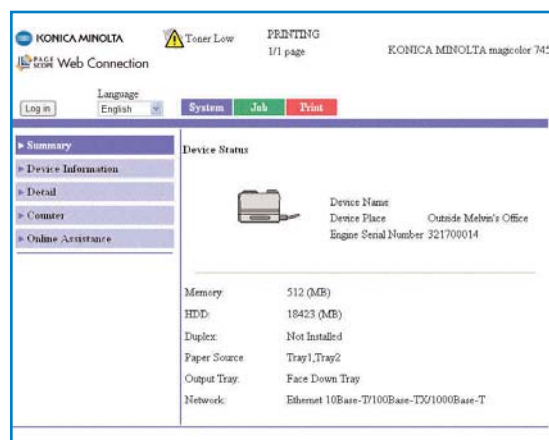 KONICA MINOLTA
Toner Low
PRINTING
1/1 page
KONICA MINOLTA magicolor 745
PAGE SCOPE Web Connection
Language
Log in
English
System
Job
Print
Summary
Device Information
Detail
Counter
Online Assistance
Device Status
Device Name
Device Place Outside Melvin's Office
Engine Serial Number 321700014
Memory: 512 (MB)
HDD: 18423 (MB)
Duplex: Not Installed
Paper Source Tray1,Tray2
Output Tray: Face Down Tray
Network: Ethernet 10Base-T/100Base-TX/1000Base-T